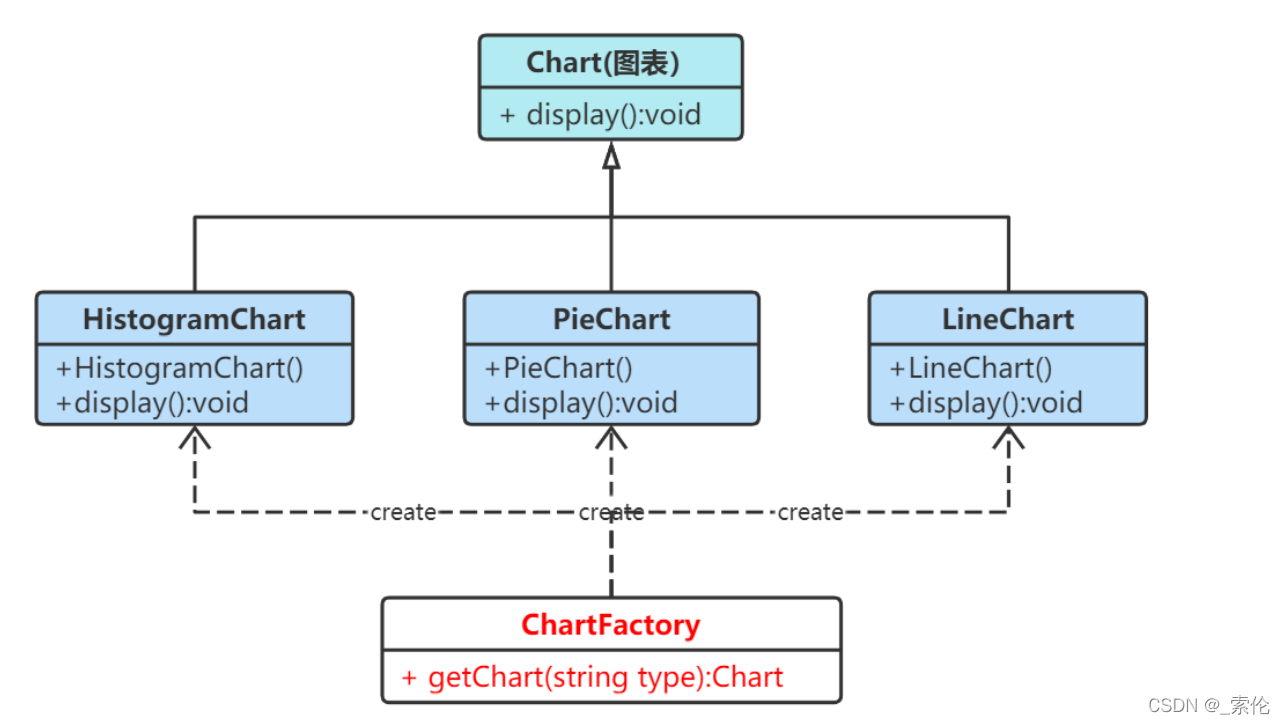 Chart(图表)
+ display():void
HistogramChart
+HistogramChart()
+display():void
PieChart
+PieChart()
+display():void
LineChart
+LineChart()
+display():void
create
create
create
ChartFactory
+ getChart(string type):Chart
CSDN @_索伦